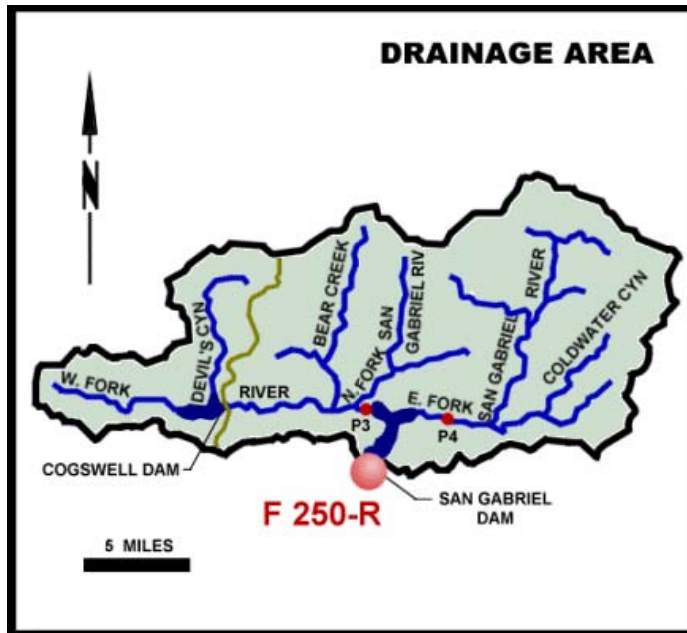 DRAINAGE AREA
N
BEAR CREEK
N. FORK SAN
GABRIEL RIV
SAN GABRIEL
RIVER
COLDWATER CYN
DEVIL'S CYN
W. FORK
RIVER
E. FORK
P3
P4
COGSWELL DAM
F 250-R
SAN GABRIEL
DAM
5 MILES